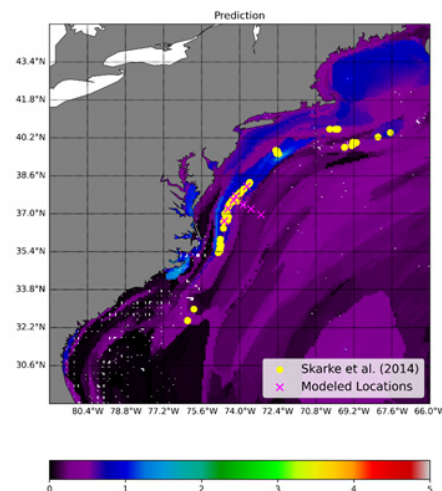 Prediction
43.4°N
41.8°N
40.2°N
38.6°N
37.0°N
35.4°N
33.8°N
32.2°N
30.6°N
Skarke et al. (2014)
Modeled Locations
80.4°W 78.8°W 77.2°W 75.6°W 74.0°W 72.4°W 70.8°W 69.2°W 67.6°W 66.0°W
0 1 2 3 4 5